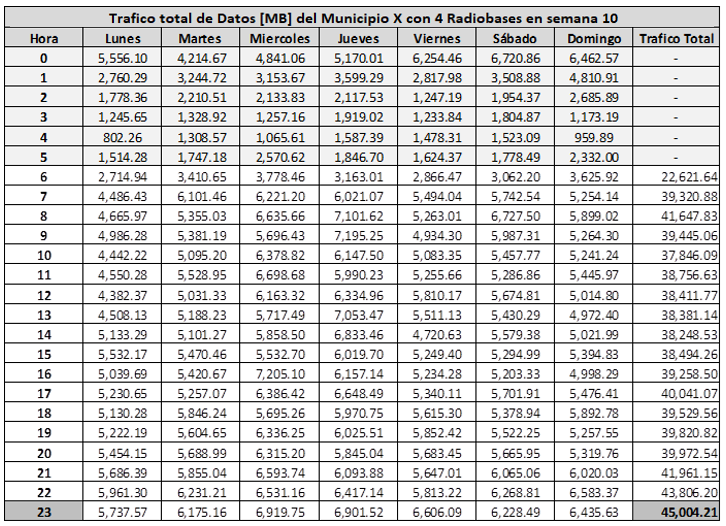 Trafico total de Datos [MB] del Municipio X con 4 Radiobases en semana 10
Hora Lunes Martes Miercoles Jueves Viernes Sábado Domingo Trafico Total
0 5,556.10 4,214.67 4,841.06 5,170.01 6,254.46 6,720.86 6,462.57 -
1 2,760.29 3,244.72 3,153.67 3,599.29 2,817.98 3,508.88 4,810.91 -
2 1,778.36 2,210.51 2,133.83 2,117.53 1,247.19 1,954.37 2,685.89 -
3 1,245.65 1,328.92 1,257.16 1,919.02 1,233.84 1,804.87 1,173.19 -
4 802.26 1,308.57 1,065.61 1,587.39 1,478.31 1,523.09 959.89 -
5 1,514.28 1,747.18 2,570.62 1,846.70 1,624.37 1,778.49 2,332.00 -
6 2,714.94 3,410.65 3,778.46 3,163.01 2,866.47 3,062.20 3,625.92 22,621.64
7 4,486.43 6,101.46 6,221.20 6,021.07 5,494.04 5,742.54 5,254.14 39,320.88
8 4,665.97 5,355.03 6,635.66 7,101.62 5,263.01 6,727.50 5,899.02 41,647.83
9 4,986.28 5,381.19 5,696.43 7,195.25 4,934.30 5,987.31 5,264.30 39,445.06
10 4,442.22 5,095.20 6,378.82 6,147.50 5,083.35 5,457.77 5,241.24 37,846.09
11 4,550.28 5,528.95 6,698.68 5,990.23 5,255.66 5,286.86 5,445.97 38,756.63
12 4,382.37 5,031.33 6,163.32 6,334.96 5,810.17 5,674.81 5,014.80 38,411.77
13 4,508.13 5,188.23 5,717.49 7,053.47 5,511.13 5,430.29 4,972.40 38,381.14
14 5,133.29 5,101.27 5,858.50 6,833.46 4,720.63 5,579.38 5,021.99 38,248.53
15 5,532.17 5,470.46 5,532.70 6,019.70 5,249.40 5,294.99 5,394.83 38,494.26
16 5,039.69 5,420.67 7,205.10 6,157.14 5,234.28 5,203.33 4,998.29 39,258.50
17 5,230.65 5,257.07 6,386.42 6,648.49 5,340.11 5,701.91 5,476.41 40,041.07
18 5,130.28 5,846.24 5,695.26 5,970.75 5,615.30 5,378.94 5,892.78 39,529.56
19 5,222.19 5,604.65 6,336.25 6,025.51 5,852.42 5,522.25 5,257.55 39,820.82
20 5,454.15 5,688.99 6,315.20 5,845.04 5,683.45 5,665.95 5,319.76 39,972.54
21 5,686.39 5,855.04 6,593.74 6,093.88 5,647.01 6,065.06 6,020.03 41,961.15
22 5,961.30 6,231.21 6,531.16 6,417.14 5,813.22 6,268.81 6,583.37 43,806.20
23 5,737.57 6,175.16 6,919.75 6,901.52 6,606.09 6,228.49 6,435.63 45,004.21